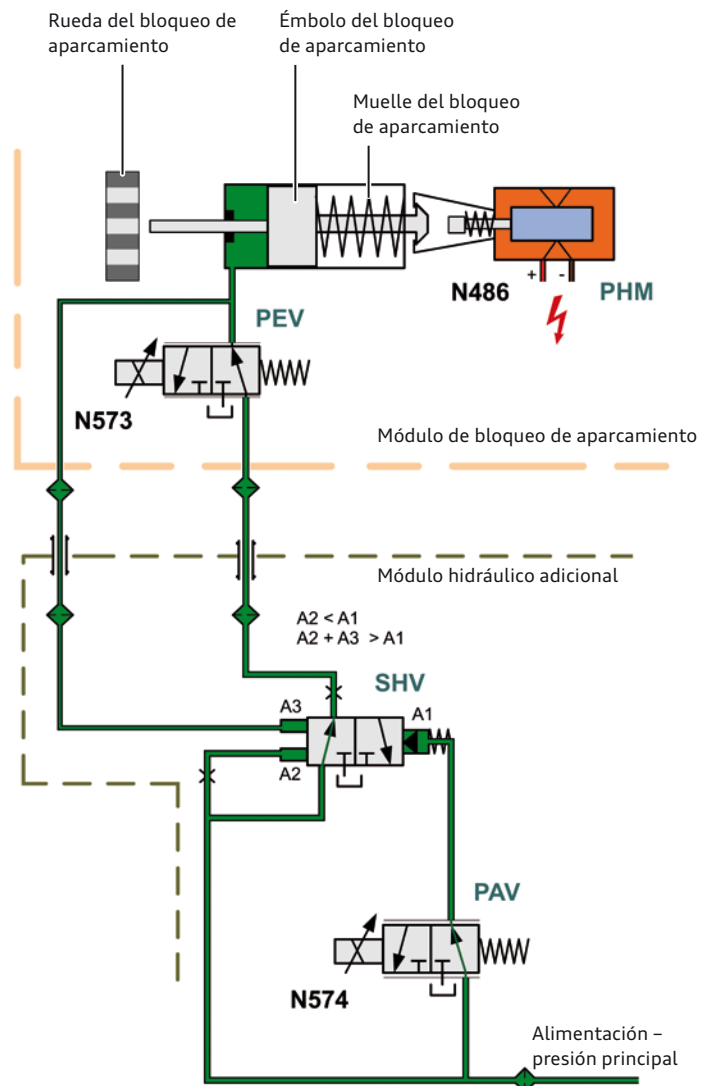 Rueda del bloqueo de
aparcamiento
Émbolo del bloqueo
de aparcamiento
Muelle del bloqueo
de aparcamiento
+ -
N486
PHM
PEV
N573
Módulo de bloqueo de aparcamiento
Módulo hidráulico adicional
A2 < A1
A2 + A3 > A1
SHV
A3
A1
A2
PAV
N574
Alimentación –
presión principal